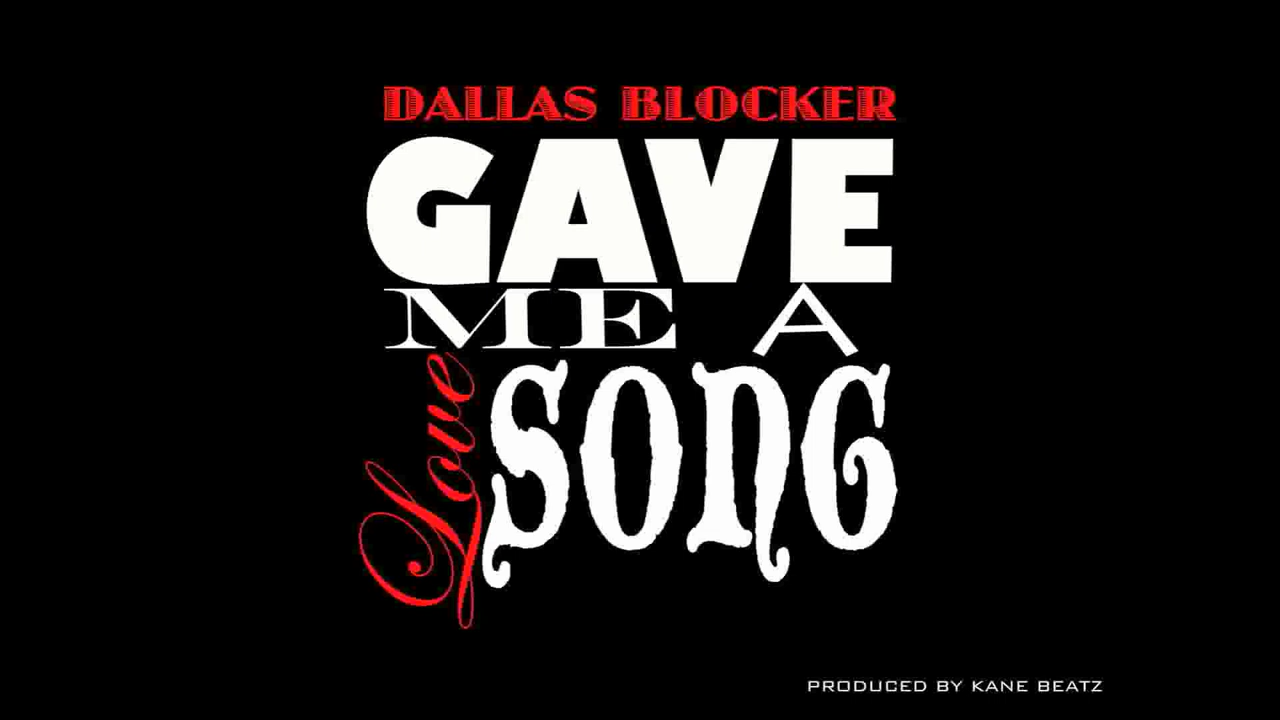 DALLAS BLOCKER
GAVE
ME A
Love SONG
PRODUCED BY KANE BEATZ